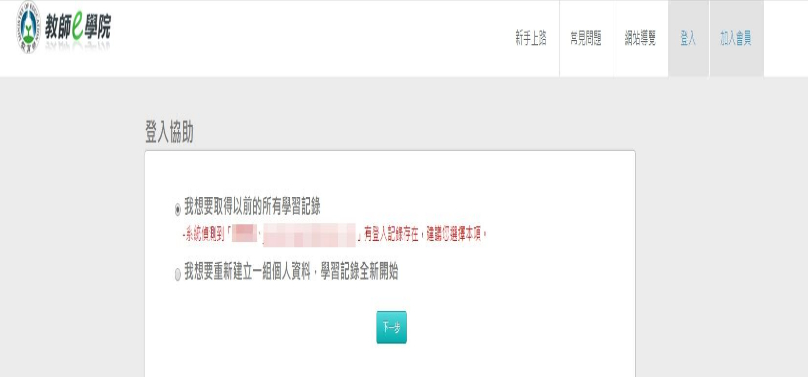 教師e學院
新手上路 常見問題 網站導覽 登入 加入會員
登入協助
我想要取得以前的所有學習記錄
-系統偵測到「 , 」有登入記錄存在，建議您選擇本項。
我想要重新建立一組個人資料，學習記錄全新開始
下一步